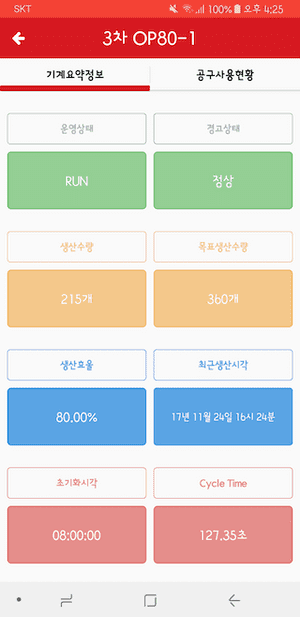 SKT 100% 오후 4:25
3차 OP80-1
기계요약정보 공구사용현황
운영상태 경고상태
RUN 정상
생산수량 목표생산수량
215개 360개
생산효율 최근생산시각
80.00% 17년 11월 24일 16시 24분
초기화시각 Cycle Time
08:00:00 127.35초